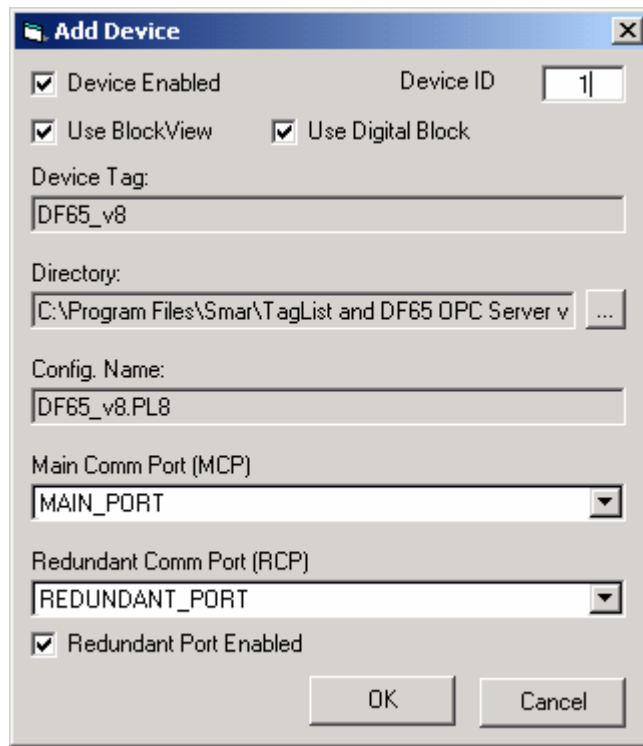 Add Device
Device Enabled Device ID 1
Use BlockView Use Digital Block
Device Tag:
DF65_v8
Directory:
C:\Program Files\Smar\TagList and DF65 OPC Server v ...
Config. Name:
DF65_v8.PL8
Main Comm Port (MCP)
MAIN_PORT
Redundant Comm Port (RCP)
REDUNDANT_PORT
Redundant Port Enabled
OK Cancel